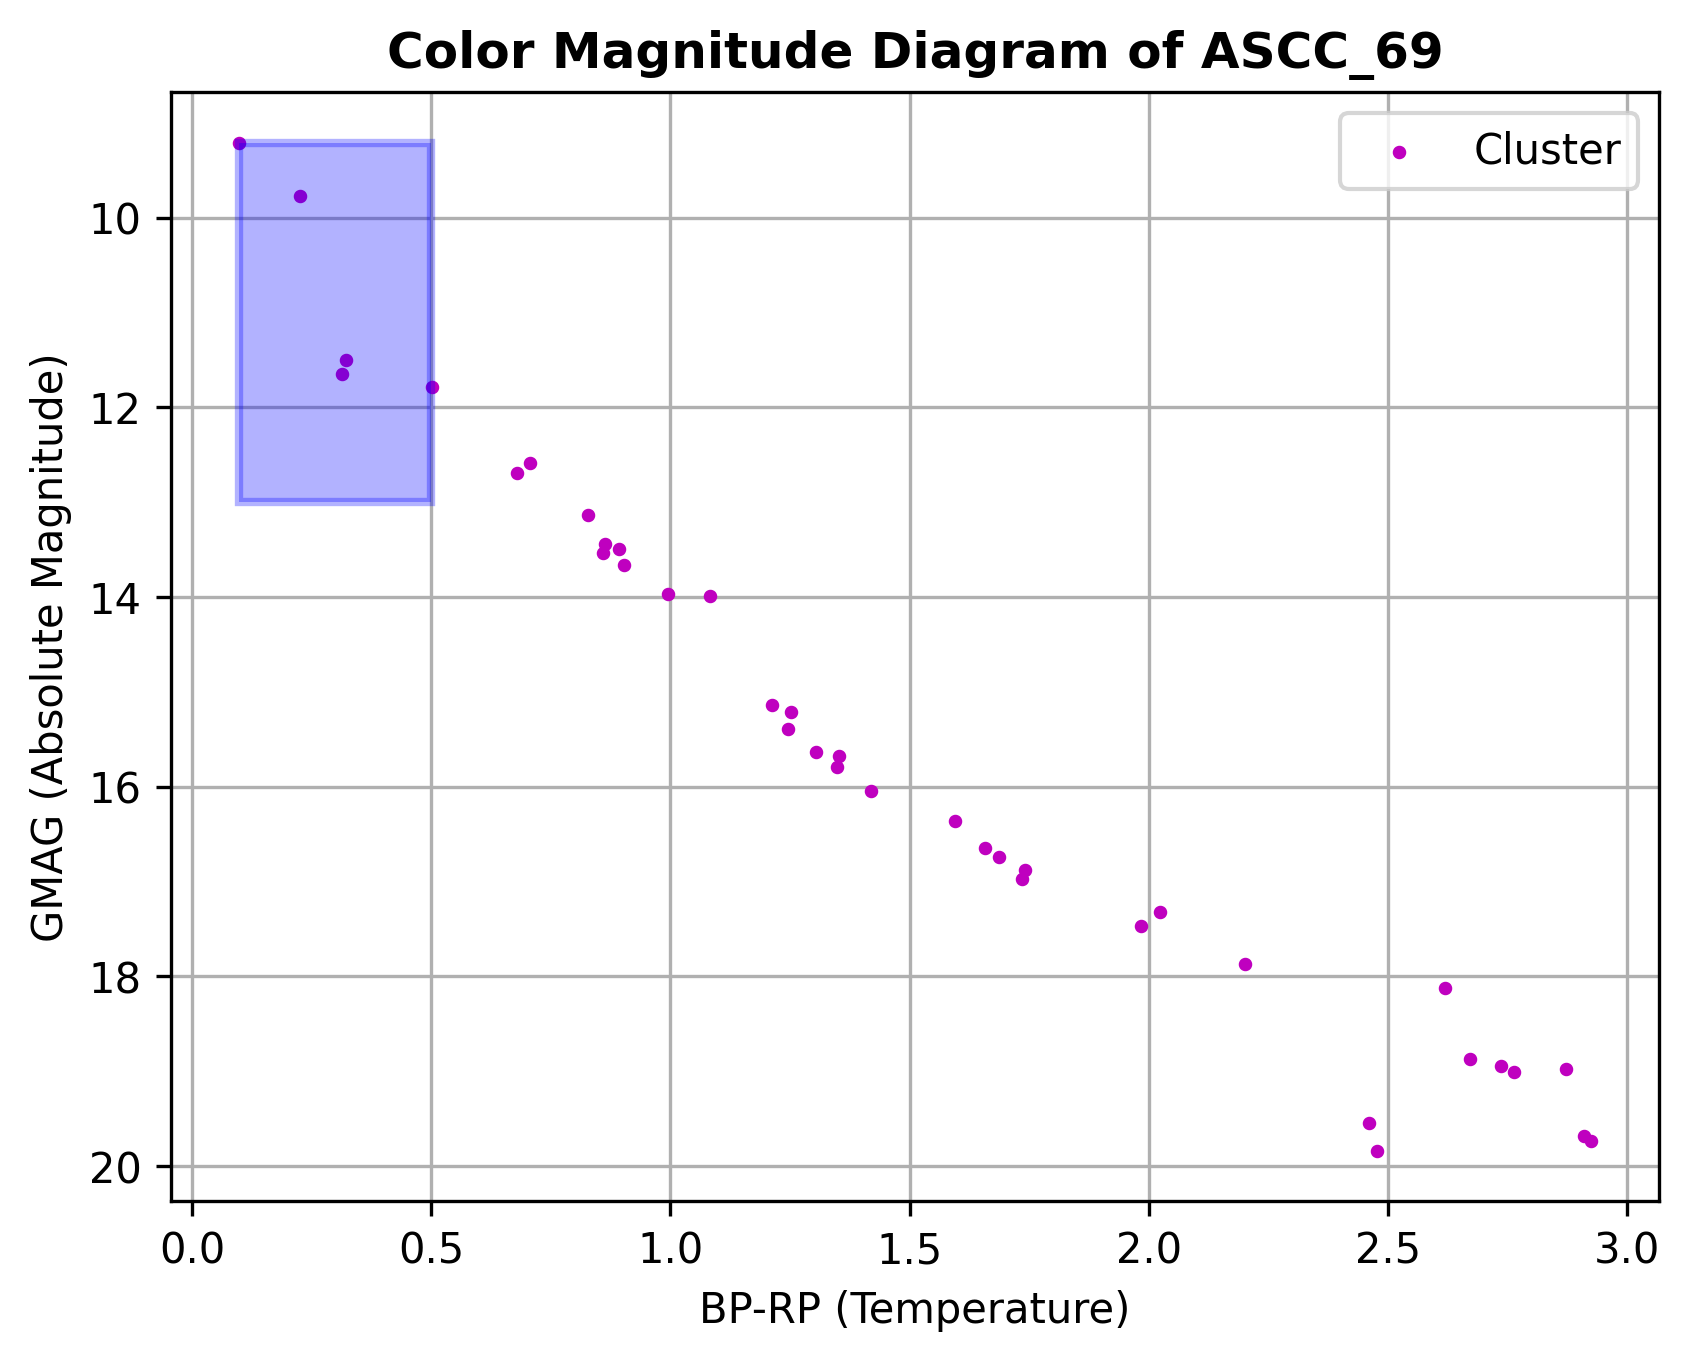 Color Magnitude Diagram of ASCC_69
Cluster
GMAG (Absolute Magnitude)
10
12
14
16
18
20
0.0 0.5 1.0 1.5 2.0 2.5 3.0
BP-RP (Temperature)